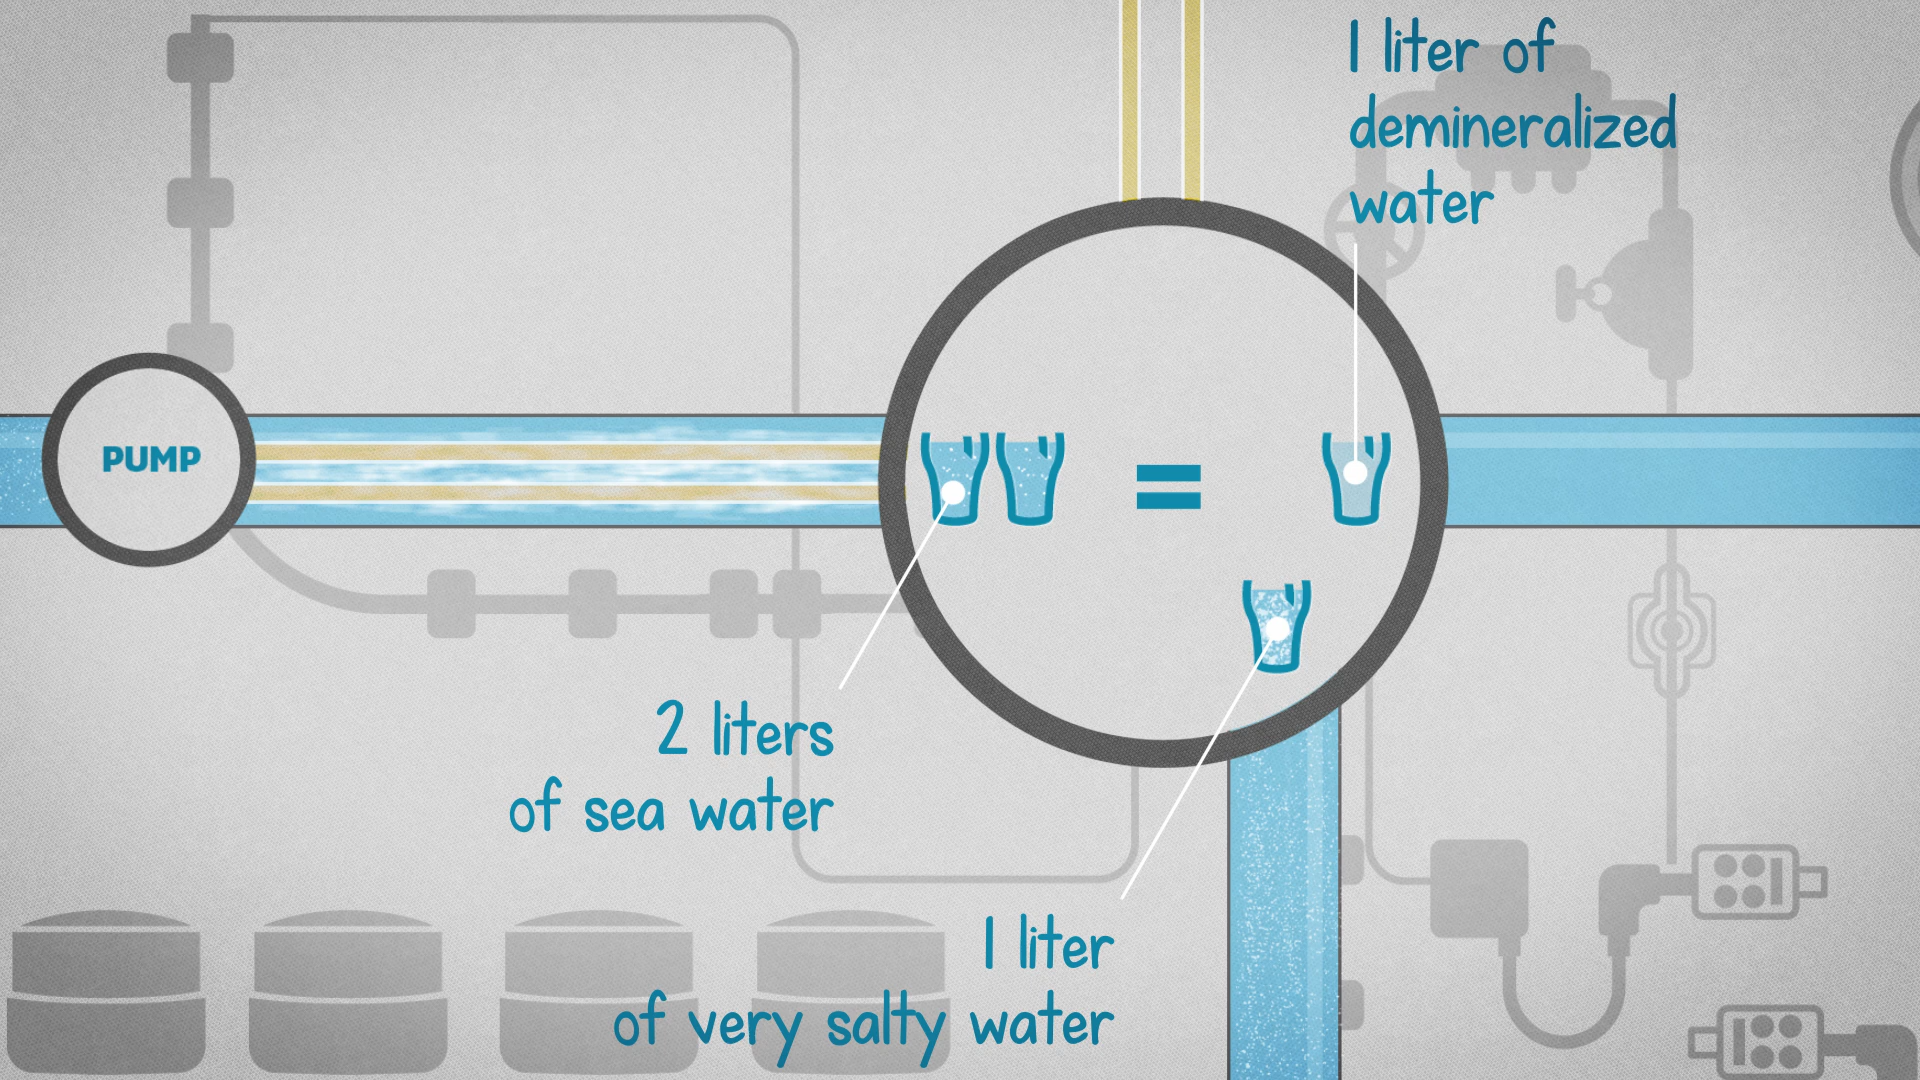 1 liter of
demineralized
water
PUMP
=
2 liters
of sea water
1 liter
of very salty water